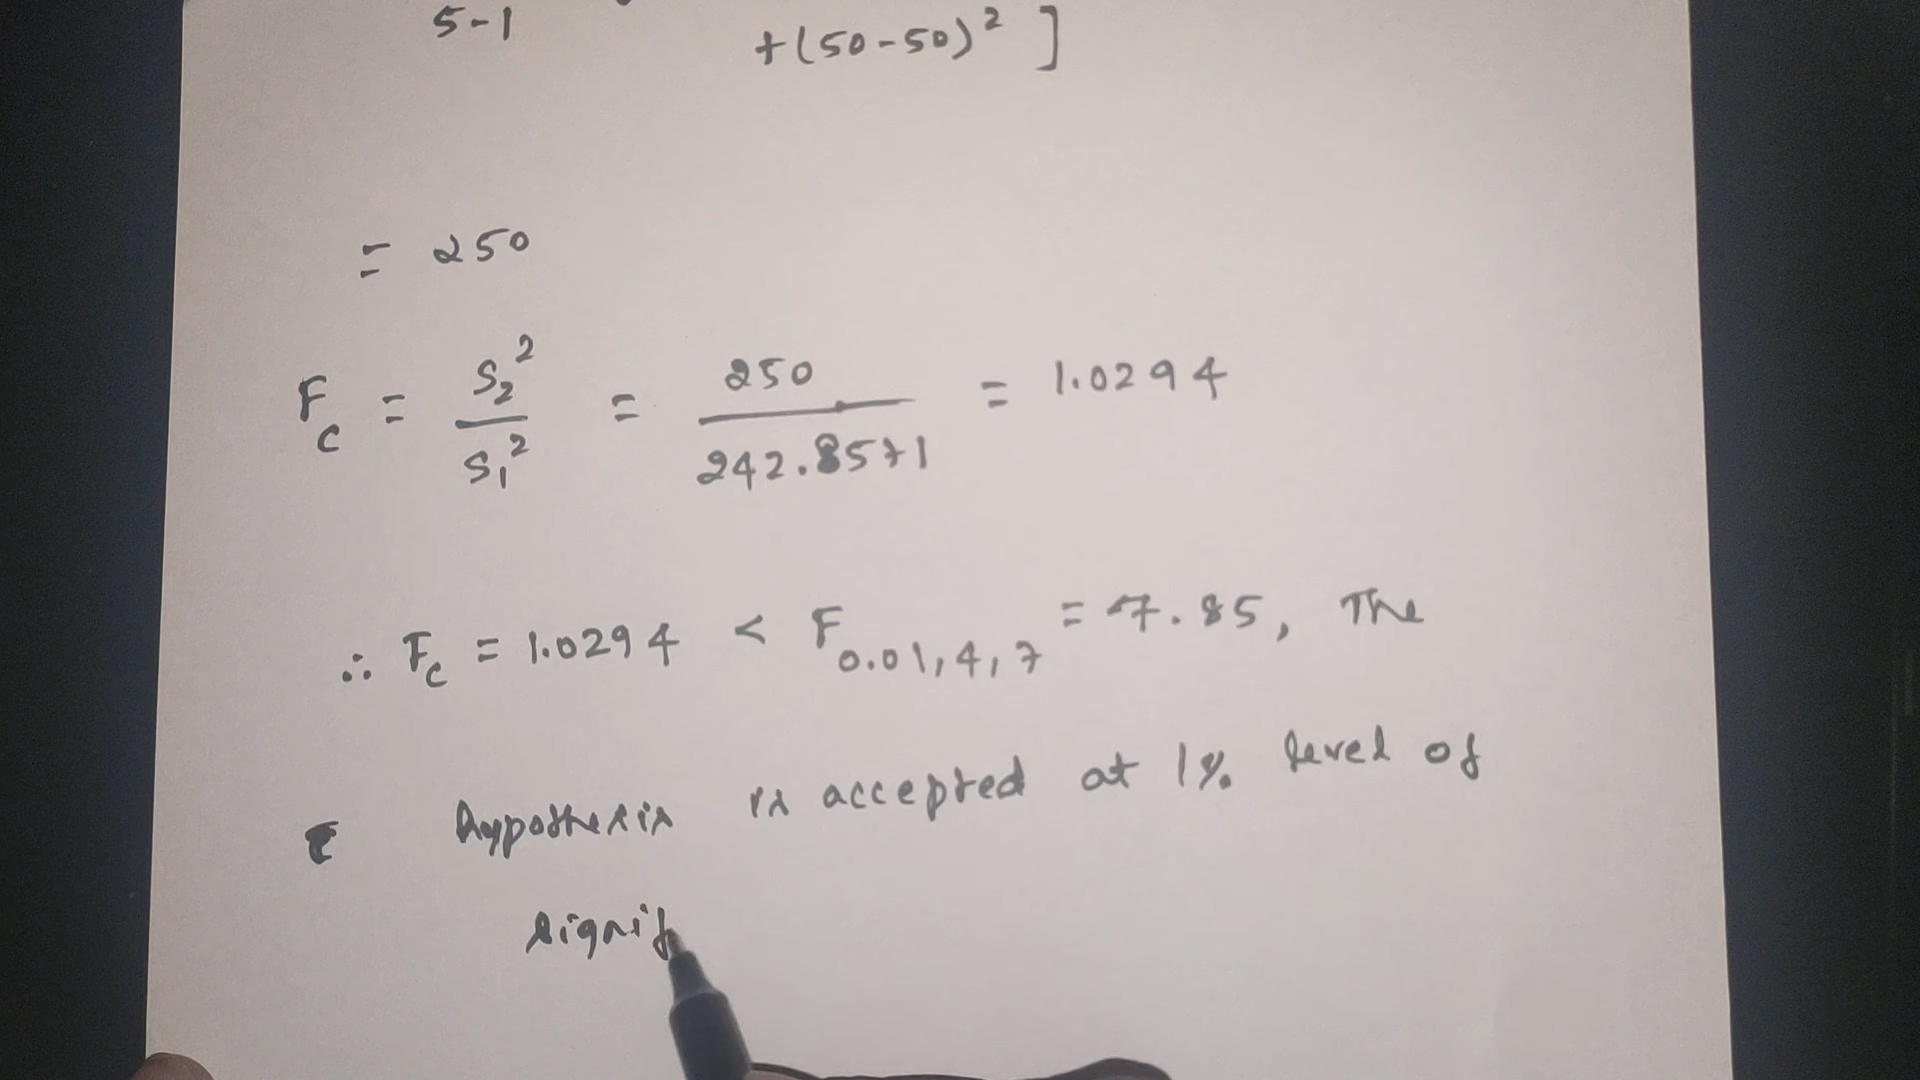 5-1
+(50-50)² ]
= 250
F_c = S₂² / S₁² = 250 / 242.8571 = 1.0294
∴ F_c = 1.0294 < F_0.01,4,7 = 7.85, The
hypothesis is accepted at 1% level of
signif